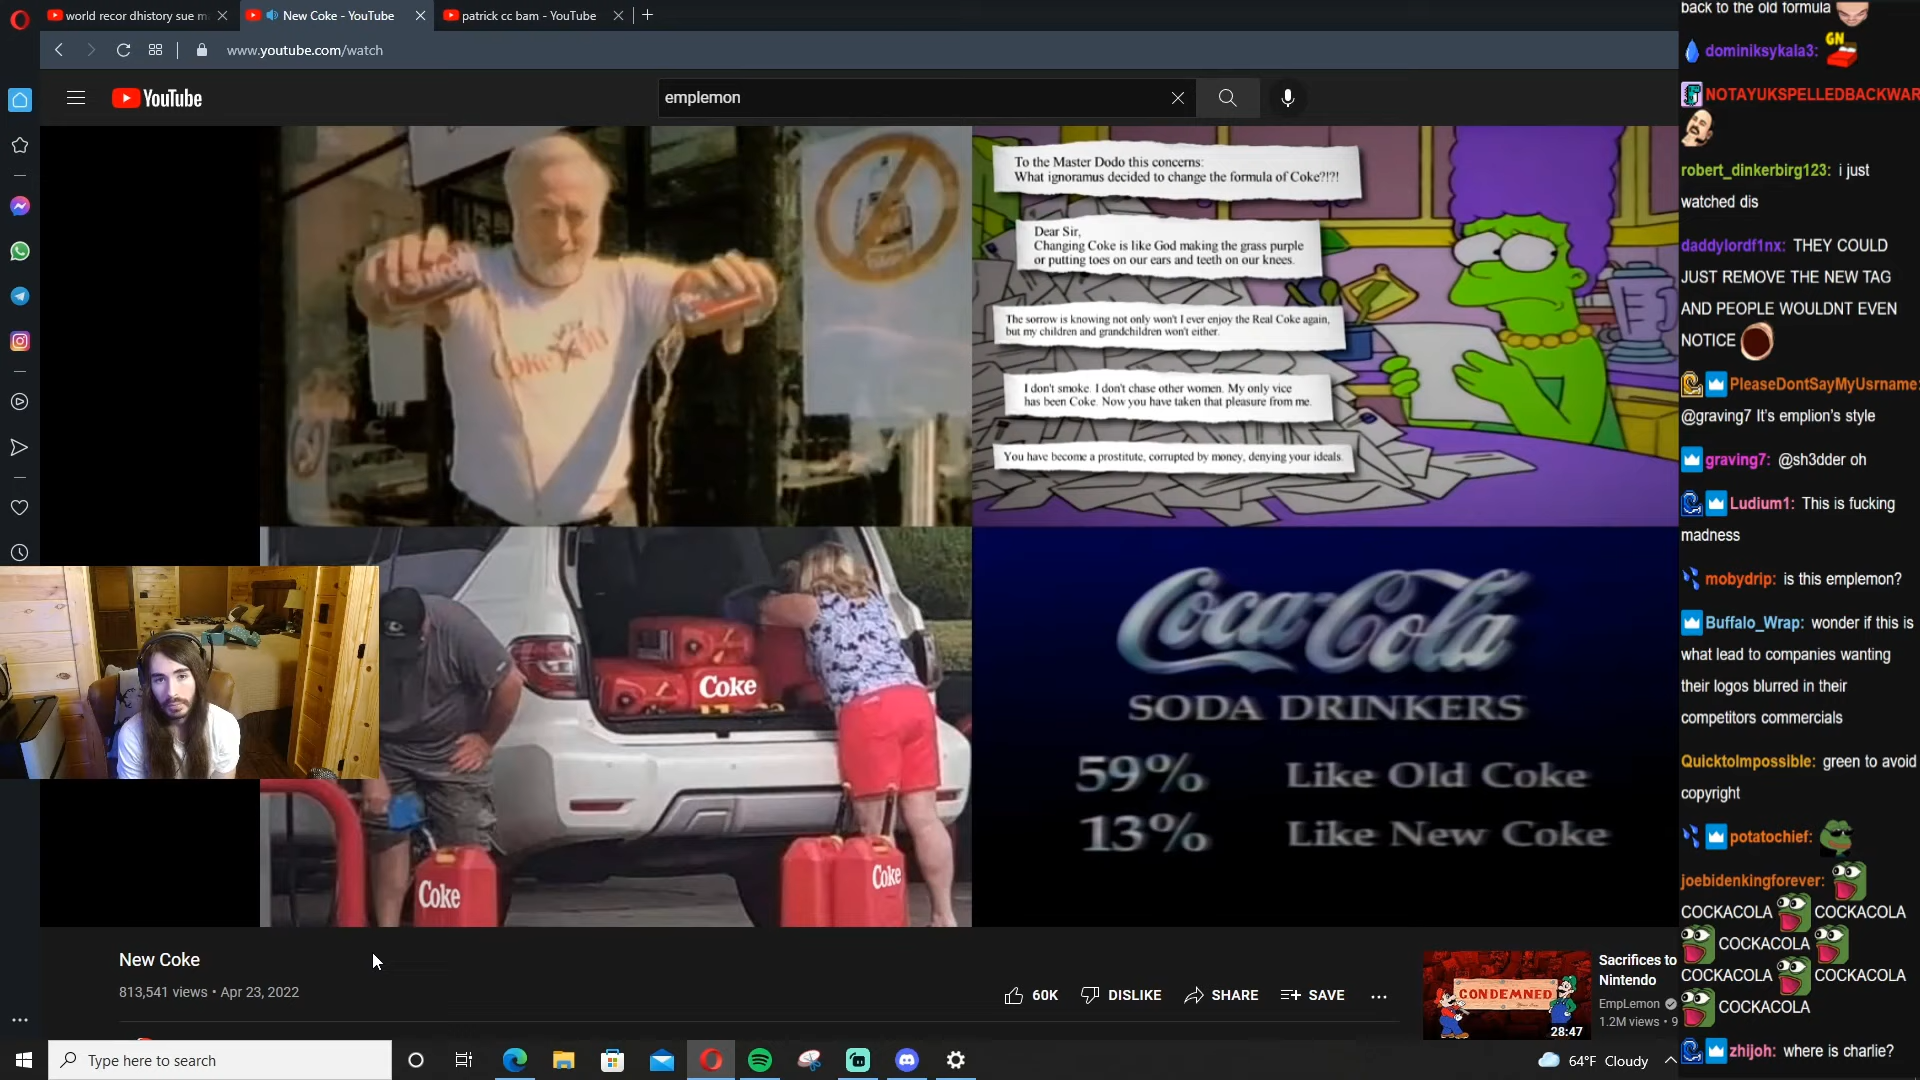 world recor dhistory sue m
New Coke - YouTube
patrick cc bam - YouTube
www.youtube.com/watch
YouTube
emplemon
To the Master Dodo this concerns:
What ignoramus decided to change the formula of Coke?!?!
Dear Sir,
Changing Coke is like God making the grass purple
or putting toes on our ears and teeth on our knees.
The sorrow is knowing not only won't I ever enjoy the Real Coke again,
but my children and grandchildren won't either.
I don't smoke. I don't chase other women. My only vice
has been Coke. Now you have taken that pleasure from me.
You have become a prostitute, corrupted by money, denying your ideals.
Coke
Coke
Coke
Coke
Coca-Cola
SODA DRINKERS
59% Like Old Coke
13% Like New Coke
New Coke
813,541 views • Apr 23, 2022
60K
DISLIKE
SHARE
SAVE
CONDEMNED
28:47
Sacrifices to
Nintendo
EmpLemon
1.2M views • 9
back to the old formula
dominiksykala3:
GN
NOTAYUKSPELLEDBACKWAR
robert_dinkerbirg123: i just
watched dis
daddylordf1nx: THEY COULD
JUST REMOVE THE NEW TAG
AND PEOPLE WOULDNT EVEN
NOTICE
PleaseDontSayMyUsrname:
@graving7 It's emplion's style
graving7: @sh3dder oh
Ludium1: This is fucking
madness
mobydrip: is this emplemon?
Buffalo_Wrap: wonder if this is
what lead to companies wanting
their logos blurred in their
competitors commercials
QuicktoImpossible: green to avoid
copyright
potatochief:
joebidenkingforever:
COCKACOLA COCKACOLA
COCKACOLA
COCKACOLA COCKACOLA
COCKACOLA
zhijoh: where is charlie?
Type here to search
64°F Cloudy